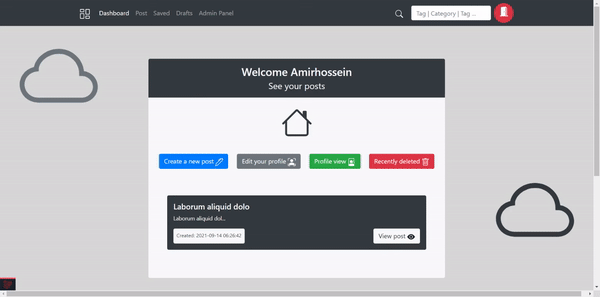 Dashboard Post Saved Drafts Admin Panel Tag | Category | Tag ...
Welcome Amirhossein
See your posts
Create a new post Edit your profile Profile view Recently deleted
Laborum aliquid dolo
Laborum aliquid dol...
Created: 2021-09-14 06:26:42 View post